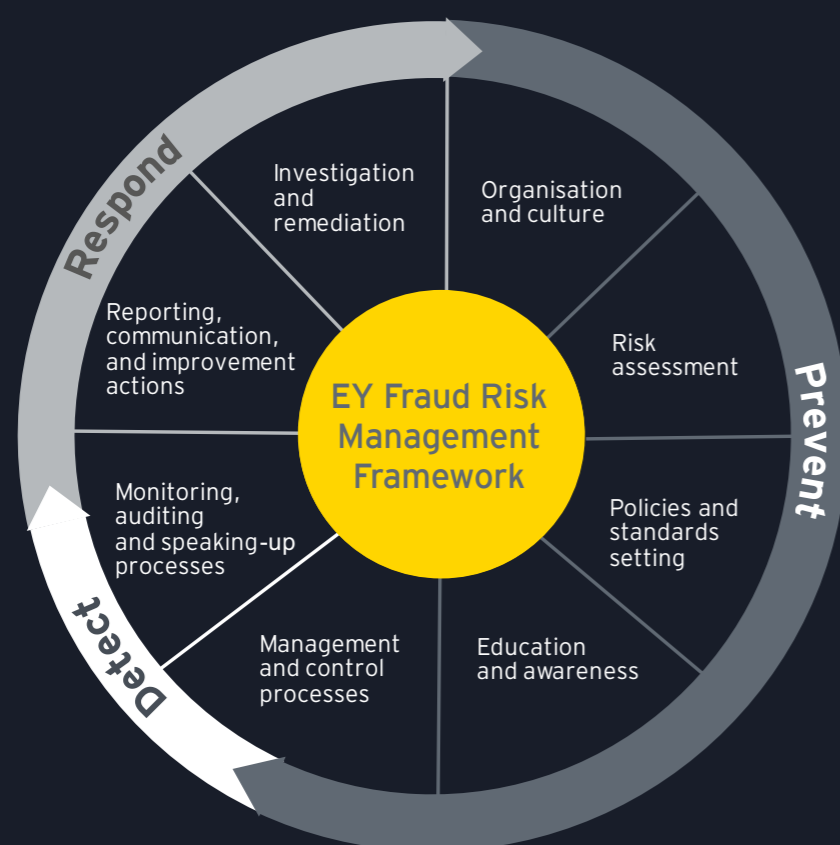 EY Fraud Risk
Management
Framework
Organisation
and culture
Risk
assessment
Policies and
standards
setting
Education
and awareness
Management
and control
processes
Monitoring,
auditing
and speaking-up
processes
Reporting,
communication,
and improvement
actions
Investigation
and
remediation
Prevent
Detect
Respond